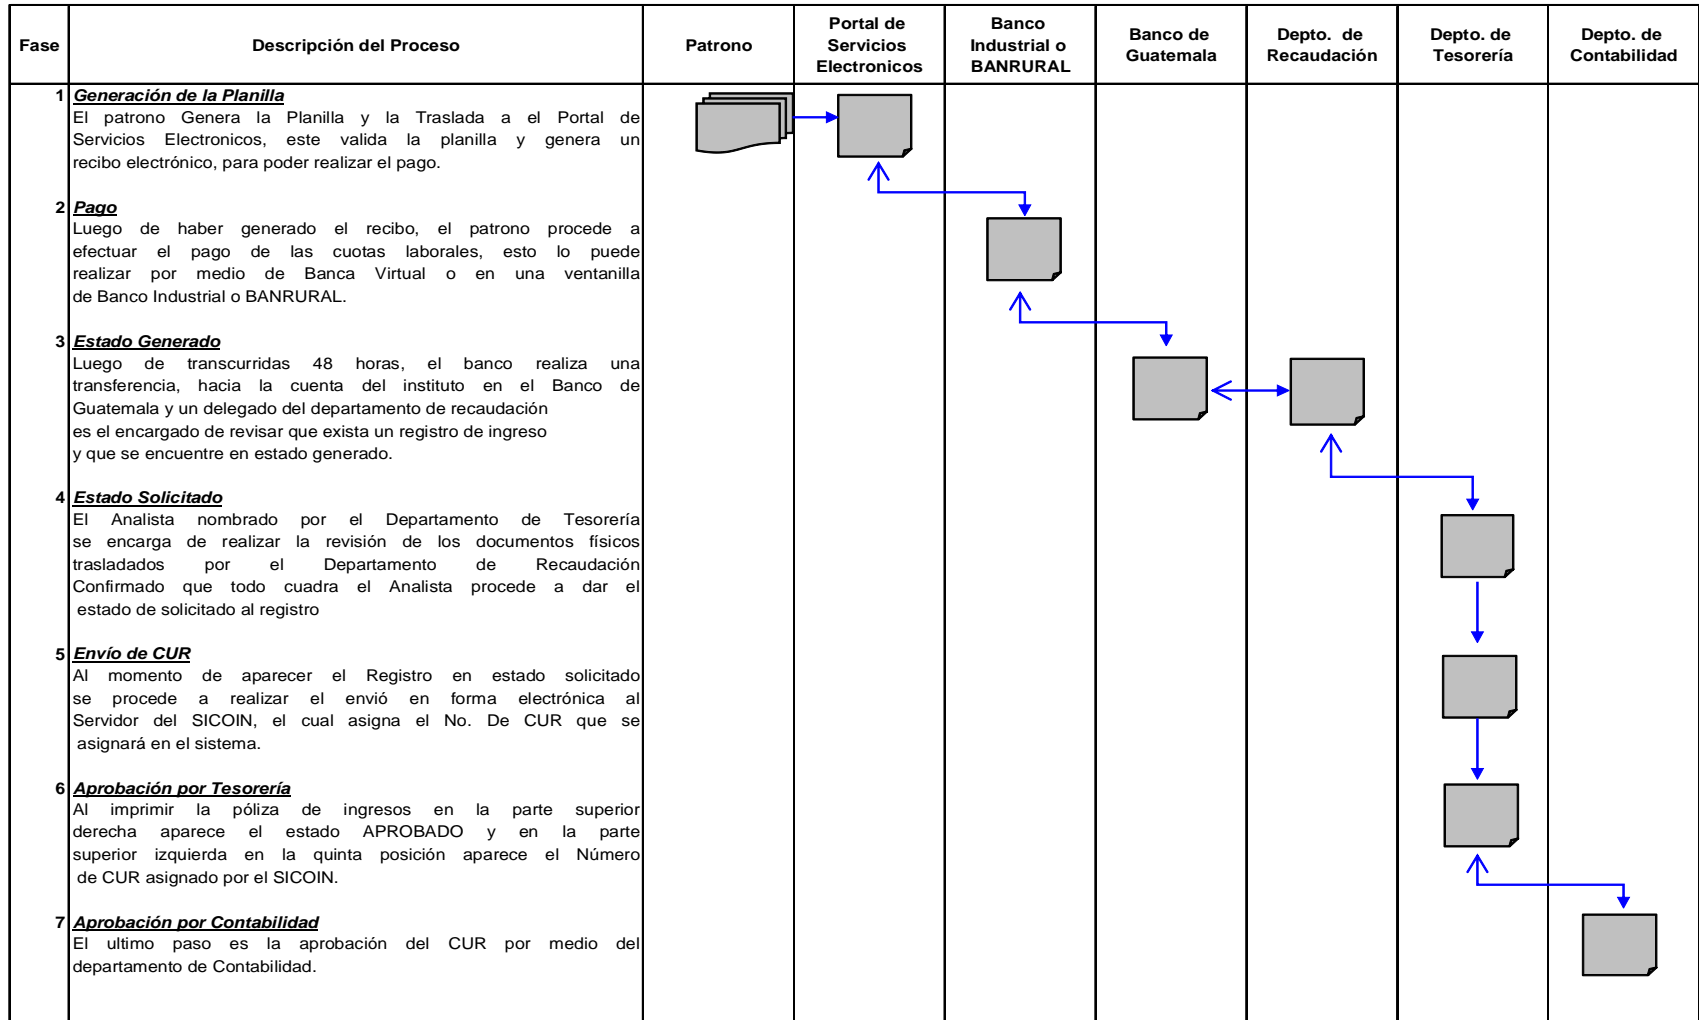 Fase
Descripción del Proceso
Patrono
Portal de
Servicios
Electronicos
Banco
Industrial o
BANRURAL
Banco de
Guatemala
Depto. de
Recaudación
Depto. de
Tesorería
Depto. de
Contabilidad
1 Generación de la Planilla
El patrono Genera la Planilla y la Traslada a el Portal de
Servicios Electronicos, este valida la planilla y genera un
recibo electrónico, para poder realizar el pago.
2 Pago
Luego de haber generado el recibo, el patrono procede a
efectuar el pago de las cuotas laborales, esto lo puede
realizar por medio de Banca Virtual o en una ventanilla
de Banco Industrial o BANRURAL.
3 Estado Generado
Luego de transcurridas 48 horas, el banco realiza una
transferencia, hacia la cuenta del instituto en el Banco de
Guatemala y un delegado del departamento de recaudación
es el encargado de revisar que exista un registro de ingreso
y que se encuentre en estado generado.
4 Estado Solicitado
El Analista nombrado por el Departamento de Tesorería
se encarga de realizar la revisión de los documentos físicos
trasladados por el Departamento de Recaudación
Confirmado que todo cuadra el Analista procede a dar el
estado de solicitado al registro
5 Envío de CUR
Al momento de aparecer el Registro en estado solicitado
se procede a realizar el envió en forma electrónica al
Servidor del SICOIN, el cual asigna el No. De CUR que se
asignará en el sistema.
6 Aprobación por Tesorería
Al imprimir la póliza de ingresos en la parte superior
derecha aparece el estado APROBADO y en la parte
superior izquierda en la quinta posición aparece el Número
de CUR asignado por el SICOIN.
7 Aprobación por Contabilidad
El ultimo paso es la aprobación del CUR por medio del
departamento de Contabilidad.